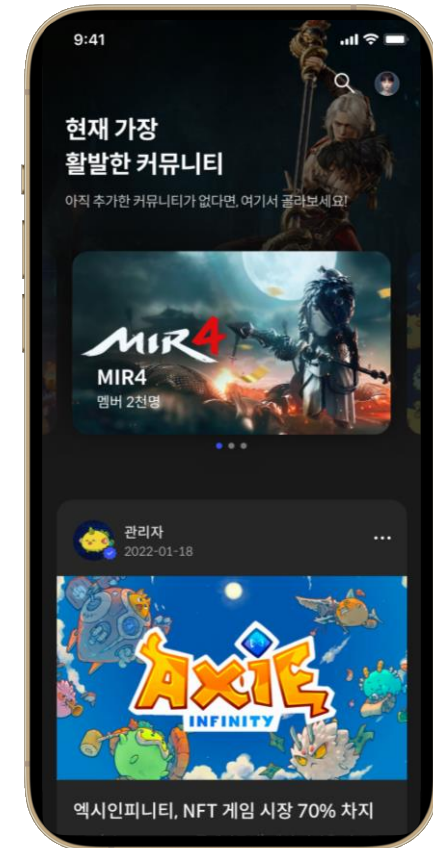 9:41
현재 가장
활발한 커뮤니티
아직 추가한 커뮤니티가 없다면, 여기서 골라보세요!
MIR4
MIR4
멤버 2천명
관리자
2022-01-18
AXIE
INFINITY
엑시인피니티, NFT 게임 시장 70% 차지